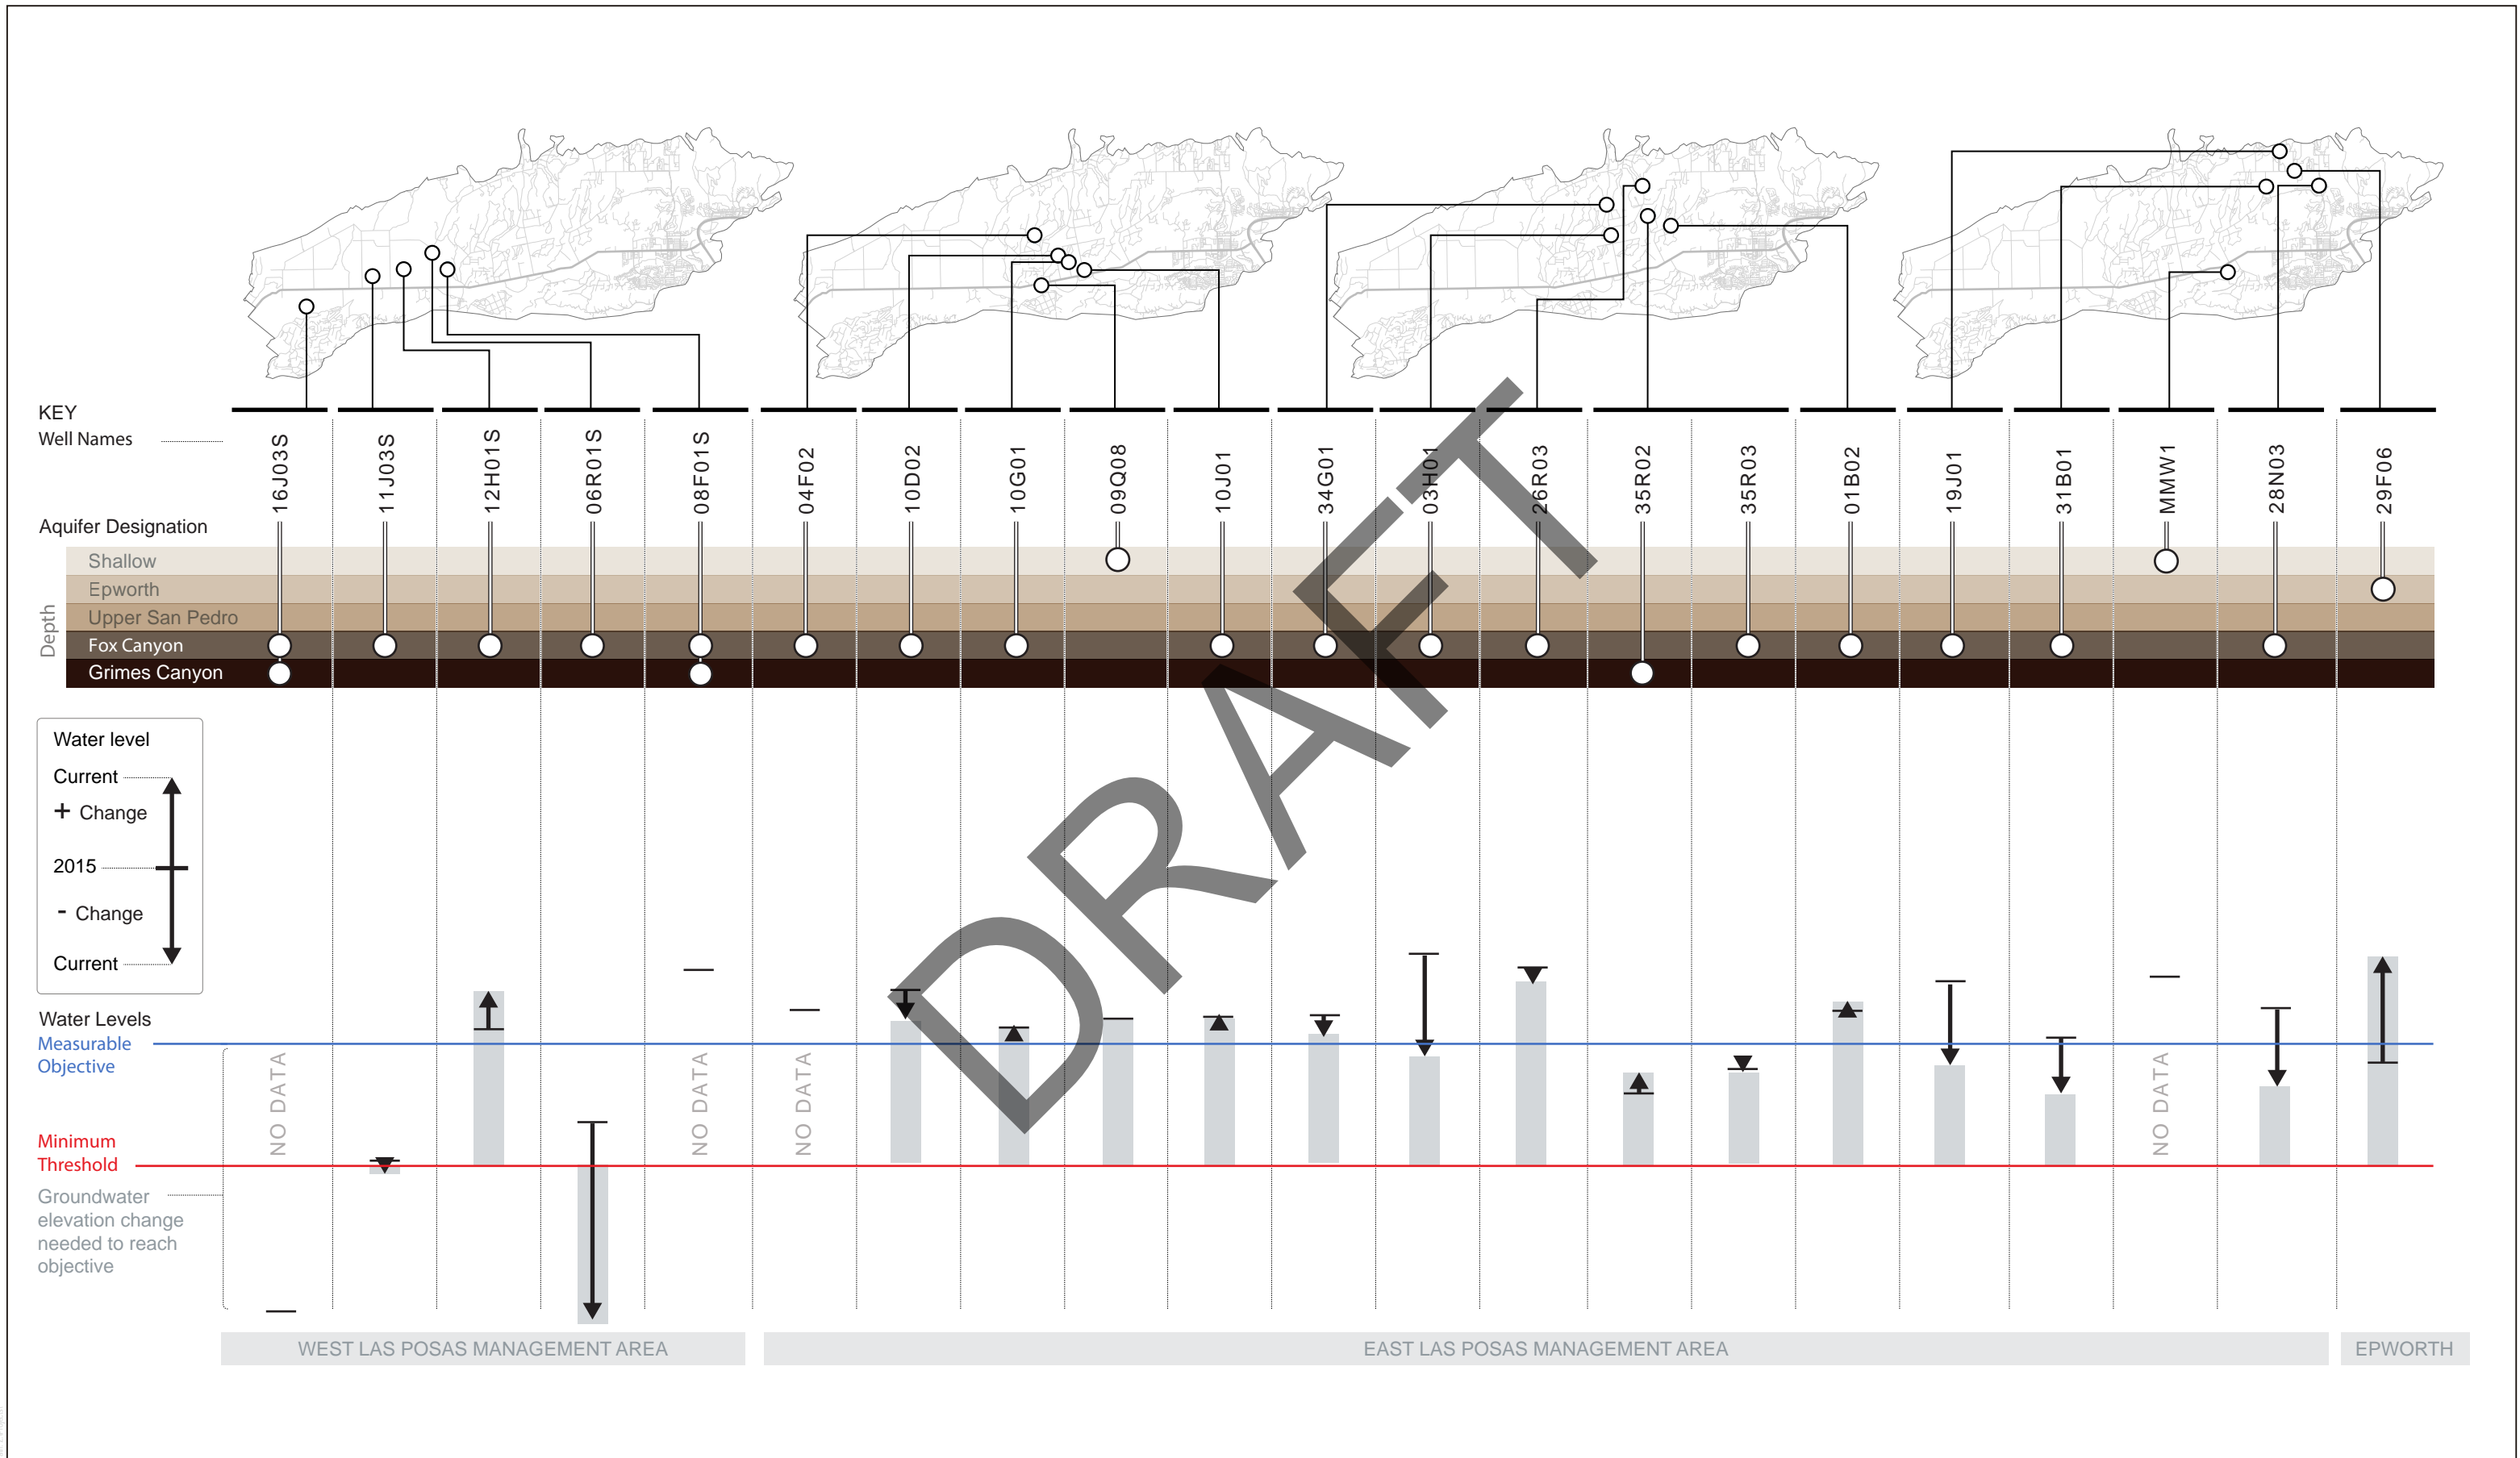 KEY
Well Names
16J03S
11J03S
12H01S
06R01S
08F01S
04F02
10D02
10G01
09Q08
10J01
34G01
03H01
26R03
35R02
35R03
01B02
19J01
31B01
MMW1
28N03
29F06
Aquifer Designation
Depth
Shallow
Epworth
Upper San Pedro
Fox Canyon
Grimes Canyon
Water level
Current
+ Change
2015
- Change
Current
DRAFT
Water Levels
Measurable
Objective
NO DATA
NO DATA
NO DATA
NO DATA
Minimum
Threshold
Groundwater
elevation change
needed to reach
objective
WEST LAS POSAS MANAGEMENT AREA
EAST LAS POSAS MANAGEMENT AREA
EPWORTH